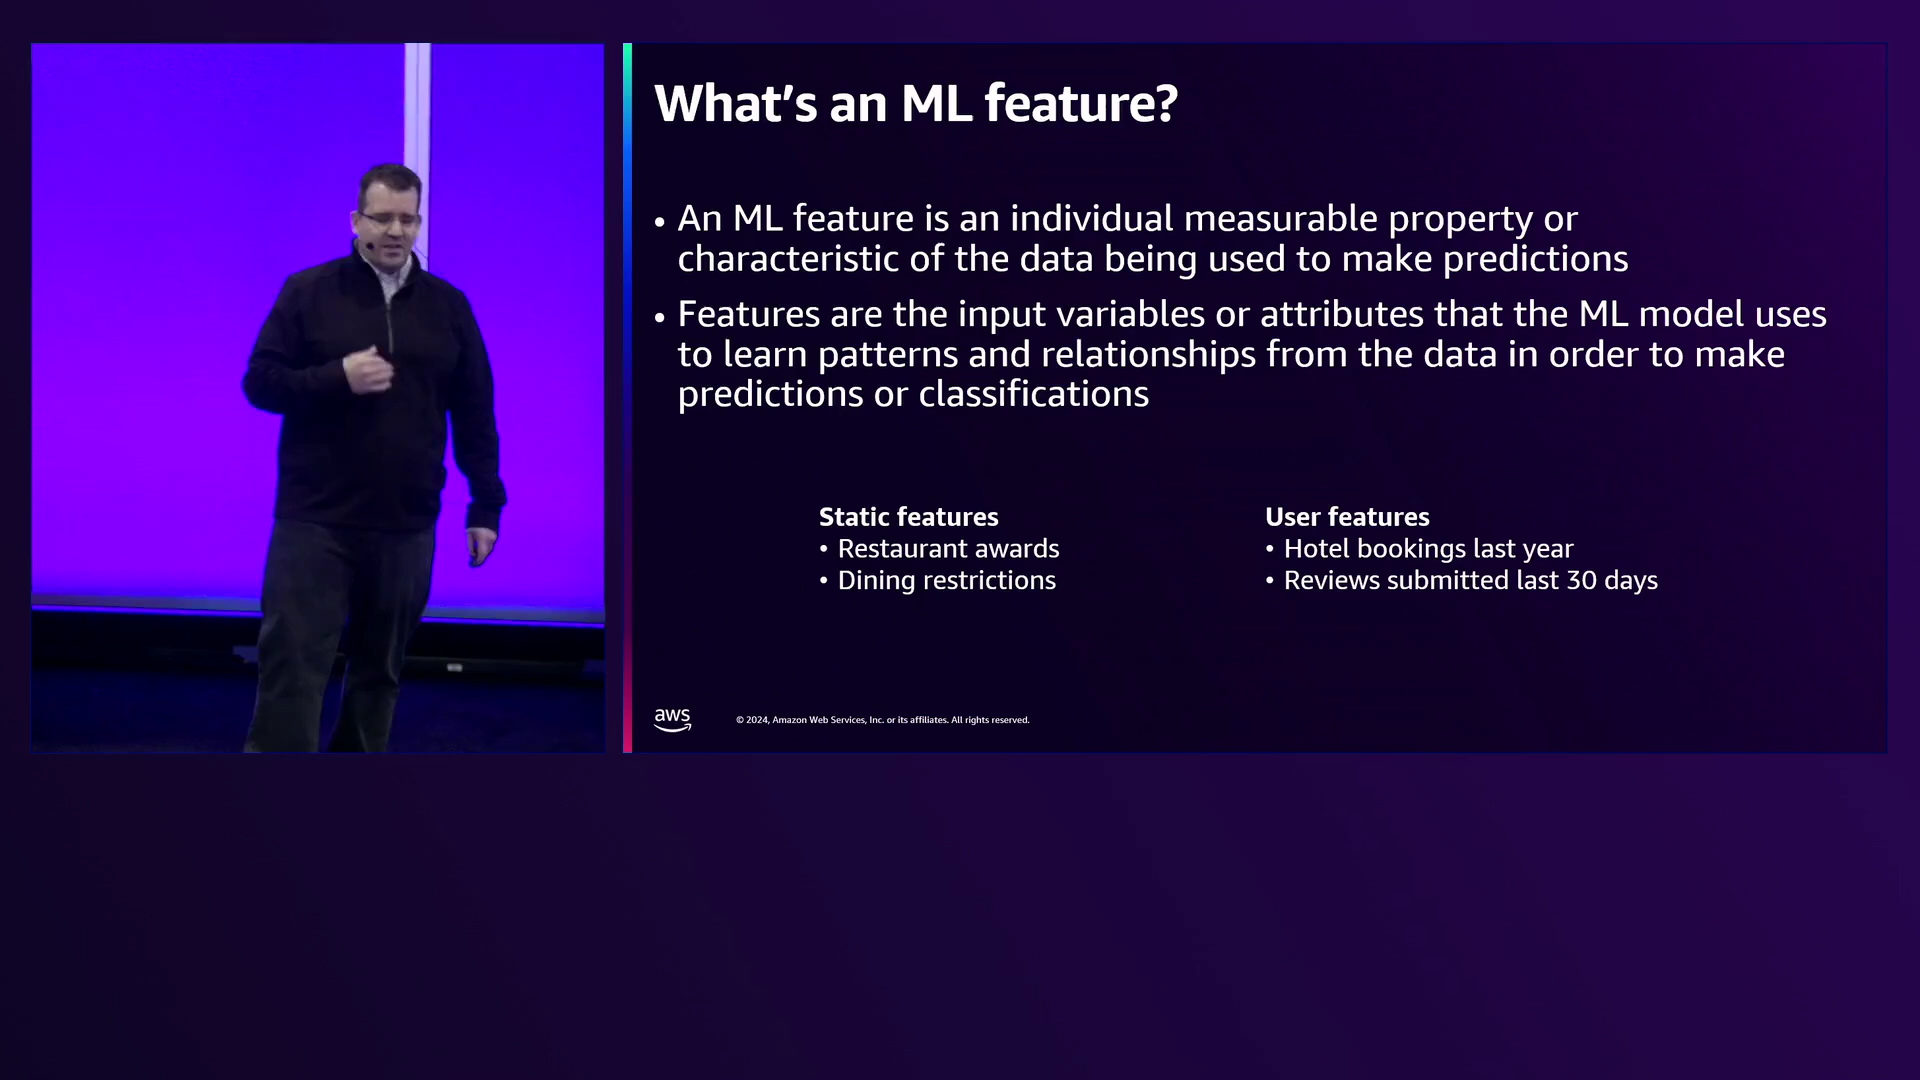 What's an ML feature?
• An ML feature is an individual measurable property or
characteristic of the data being used to make predictions
• Features are the input variables or attributes that the ML model uses
to learn patterns and relationships from the data in order to make
predictions or classifications
Static features
• Restaurant awards
• Dining restrictions
User features
• Hotel bookings last year
• Reviews submitted last 30 days
aws
© 2024, Amazon Web Services, Inc. or its affiliates. All rights reserved.